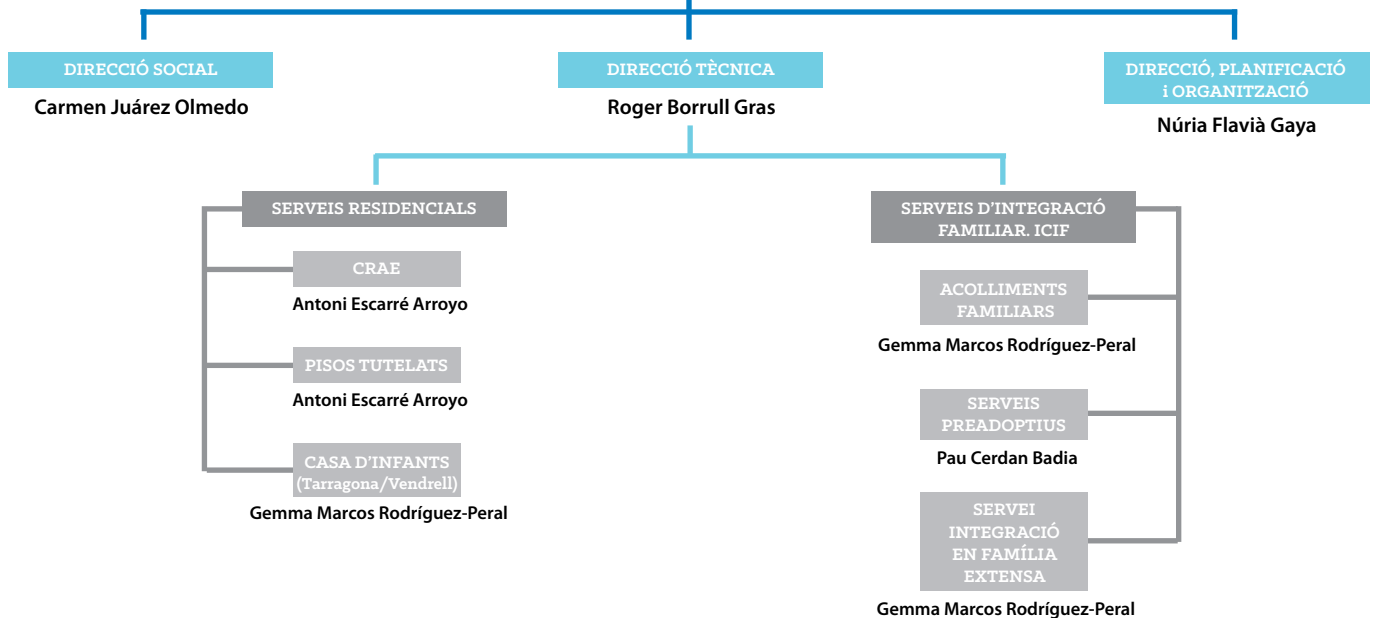 DIRECCIÓ SOCIAL
Carmen Juárez Olmedo
DIRECCIÓ TÈCNICA
Roger Borrull Gras
DIRECCIÓ, PLANIFICACIÓ
i ORGANITZACIÓ
Núria Flavià Gaya
SERVEIS RESIDENCIALS
CRAE
Antoni Escarré Arroyo
PISOS TUTELATS
Antoni Escarré Arroyo
CASA D'INFANTS
(Tarragona/Vendrell)
Gemma Marcos Rodríguez-Peral
SERVEIS D'INTEGRACIÓ
FAMILIAR. ICIF
ACOLLIMENTS
FAMILIARS
Gemma Marcos Rodríguez-Peral
SERVEIS
PREADOPTIUS
Pau Cerdan Badia
SERVEI
INTEGRACIÓ
EN FAMÍLIA
EXTENSA
Gemma Marcos Rodríguez-Peral